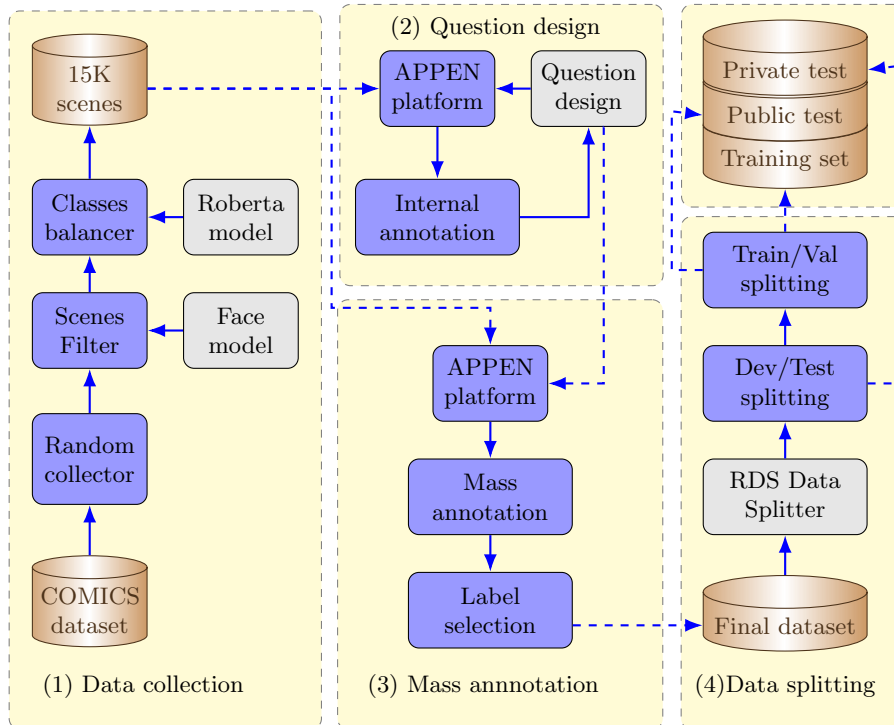 15K
scenes
Classes
balancer
Roberta
model
Scenes
Filter
Face
model
Random
collector
COMICS
dataset
(1) Data collection
(2) Question design
APPEN
platform
Question
design
Internal
annotation
APPEN
platform
Mass
annotation
Label
selection
(3) Mass annnotation
Private test
Public test
Training set
Train/Val
splitting
Dev/Test
splitting
RDS Data
Splitter
Final dataset
(4)Data splitting